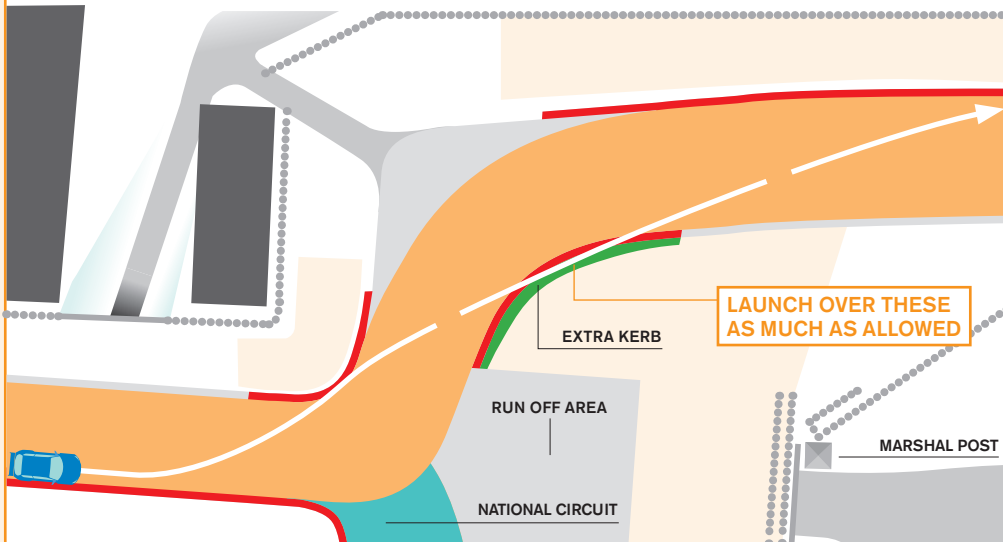 LAUNCH OVER THESE
AS MUCH AS ALLOWED
EXTRA KERB
RUN OFF AREA
MARSHAL POST
NATIONAL CIRCUIT